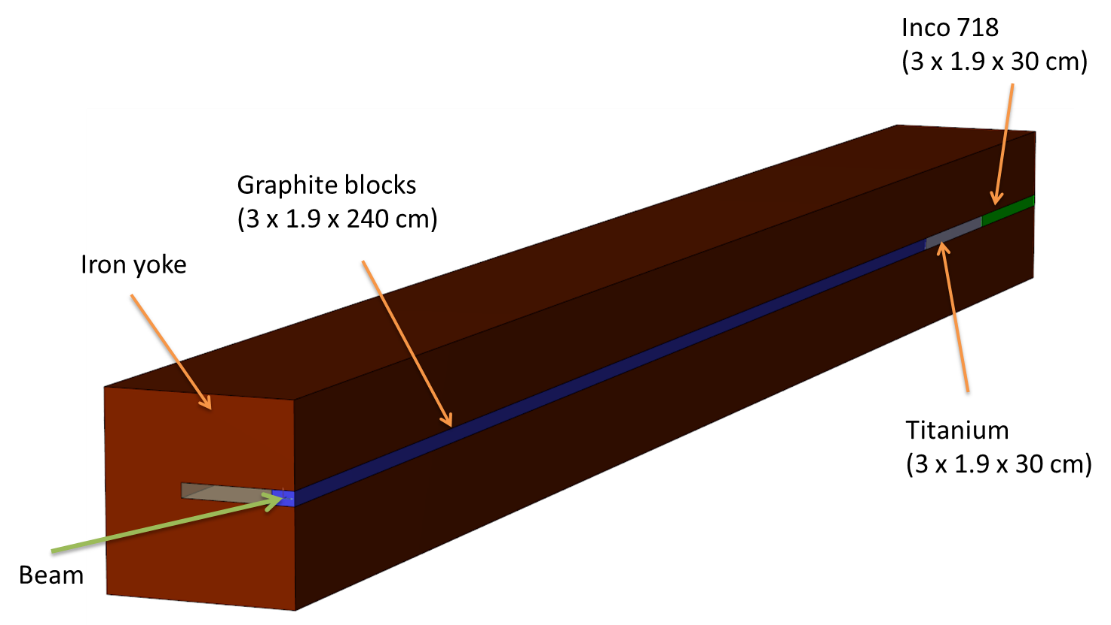 Inco 718
(3 x 1.9 x 30 cm)
Graphite blocks
(3 x 1.9 x 240 cm)
Iron yoke
Titanium
(3 x 1.9 x 30 cm)
Beam